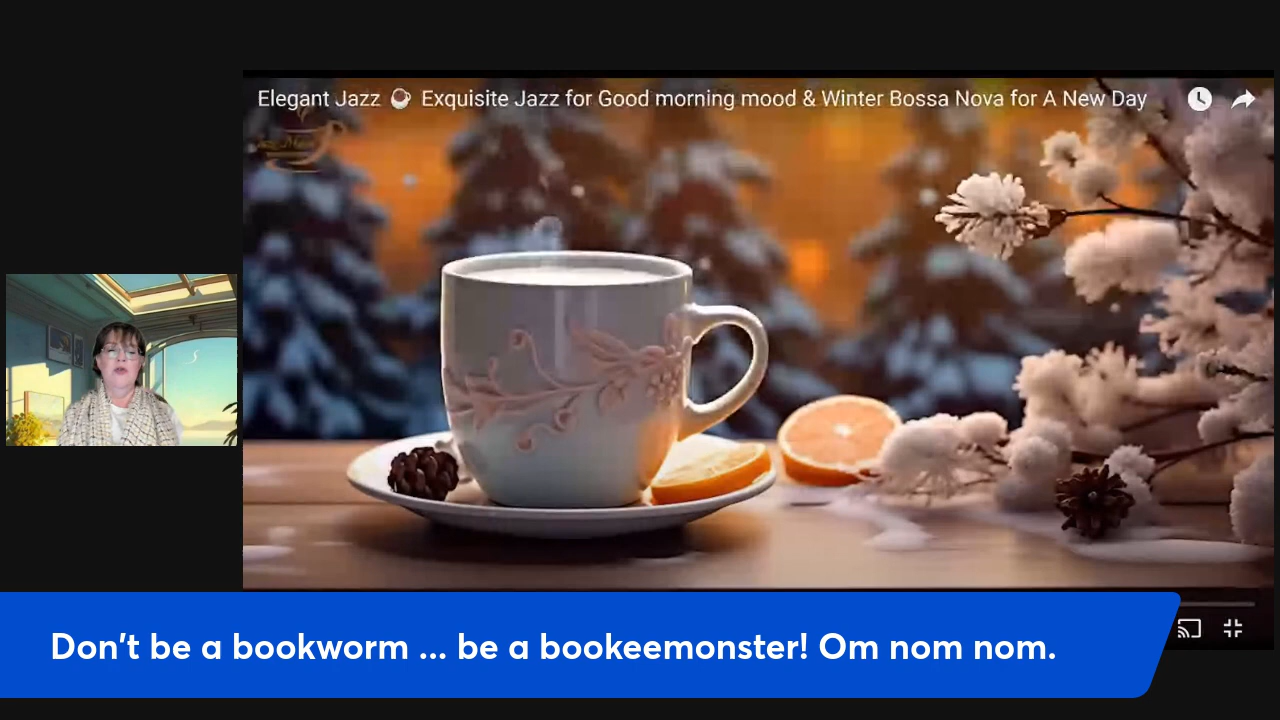 Elegant Jazz ☕ Exquisite Jazz for Good morning mood & Winter Bossa Nova for A New Day
Don't be a bookworm ... be a bookeemonster! Om nom nom.